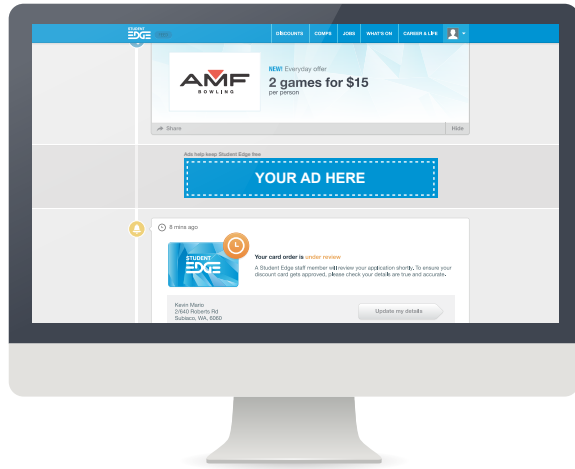 STUDENT EDGE
DISCOUNTS COMPS JOBS WHAT'S ON CAREER & LIFE
AMF
BOWLING
NEW! Everyday offer
2 games for $15
per person
Share Hide
Ads help keep Student Edge free
YOUR AD HERE
8 mins ago
STUDENT
EDGE
Your card order is under review
A Student Edge staff member will review your application shortly. To ensure your
discount card gets approved, please check your details are true and accurate.
Kevin Mario
2/640 Roberts Rd
Subiaco, WA, 6060
Update my details